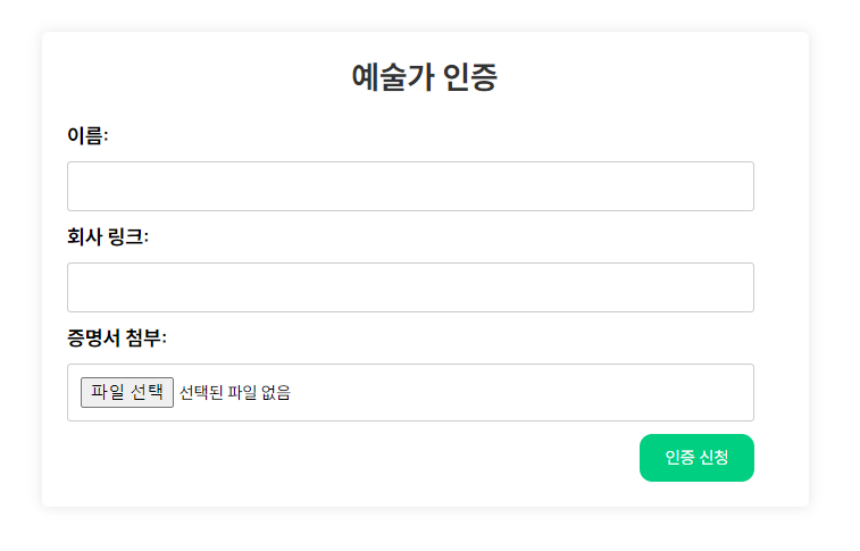 예술가 인증
이름:
회사 링크:
증명서 첨부:
파일 선택 선택된 파일 없음
인증 신청